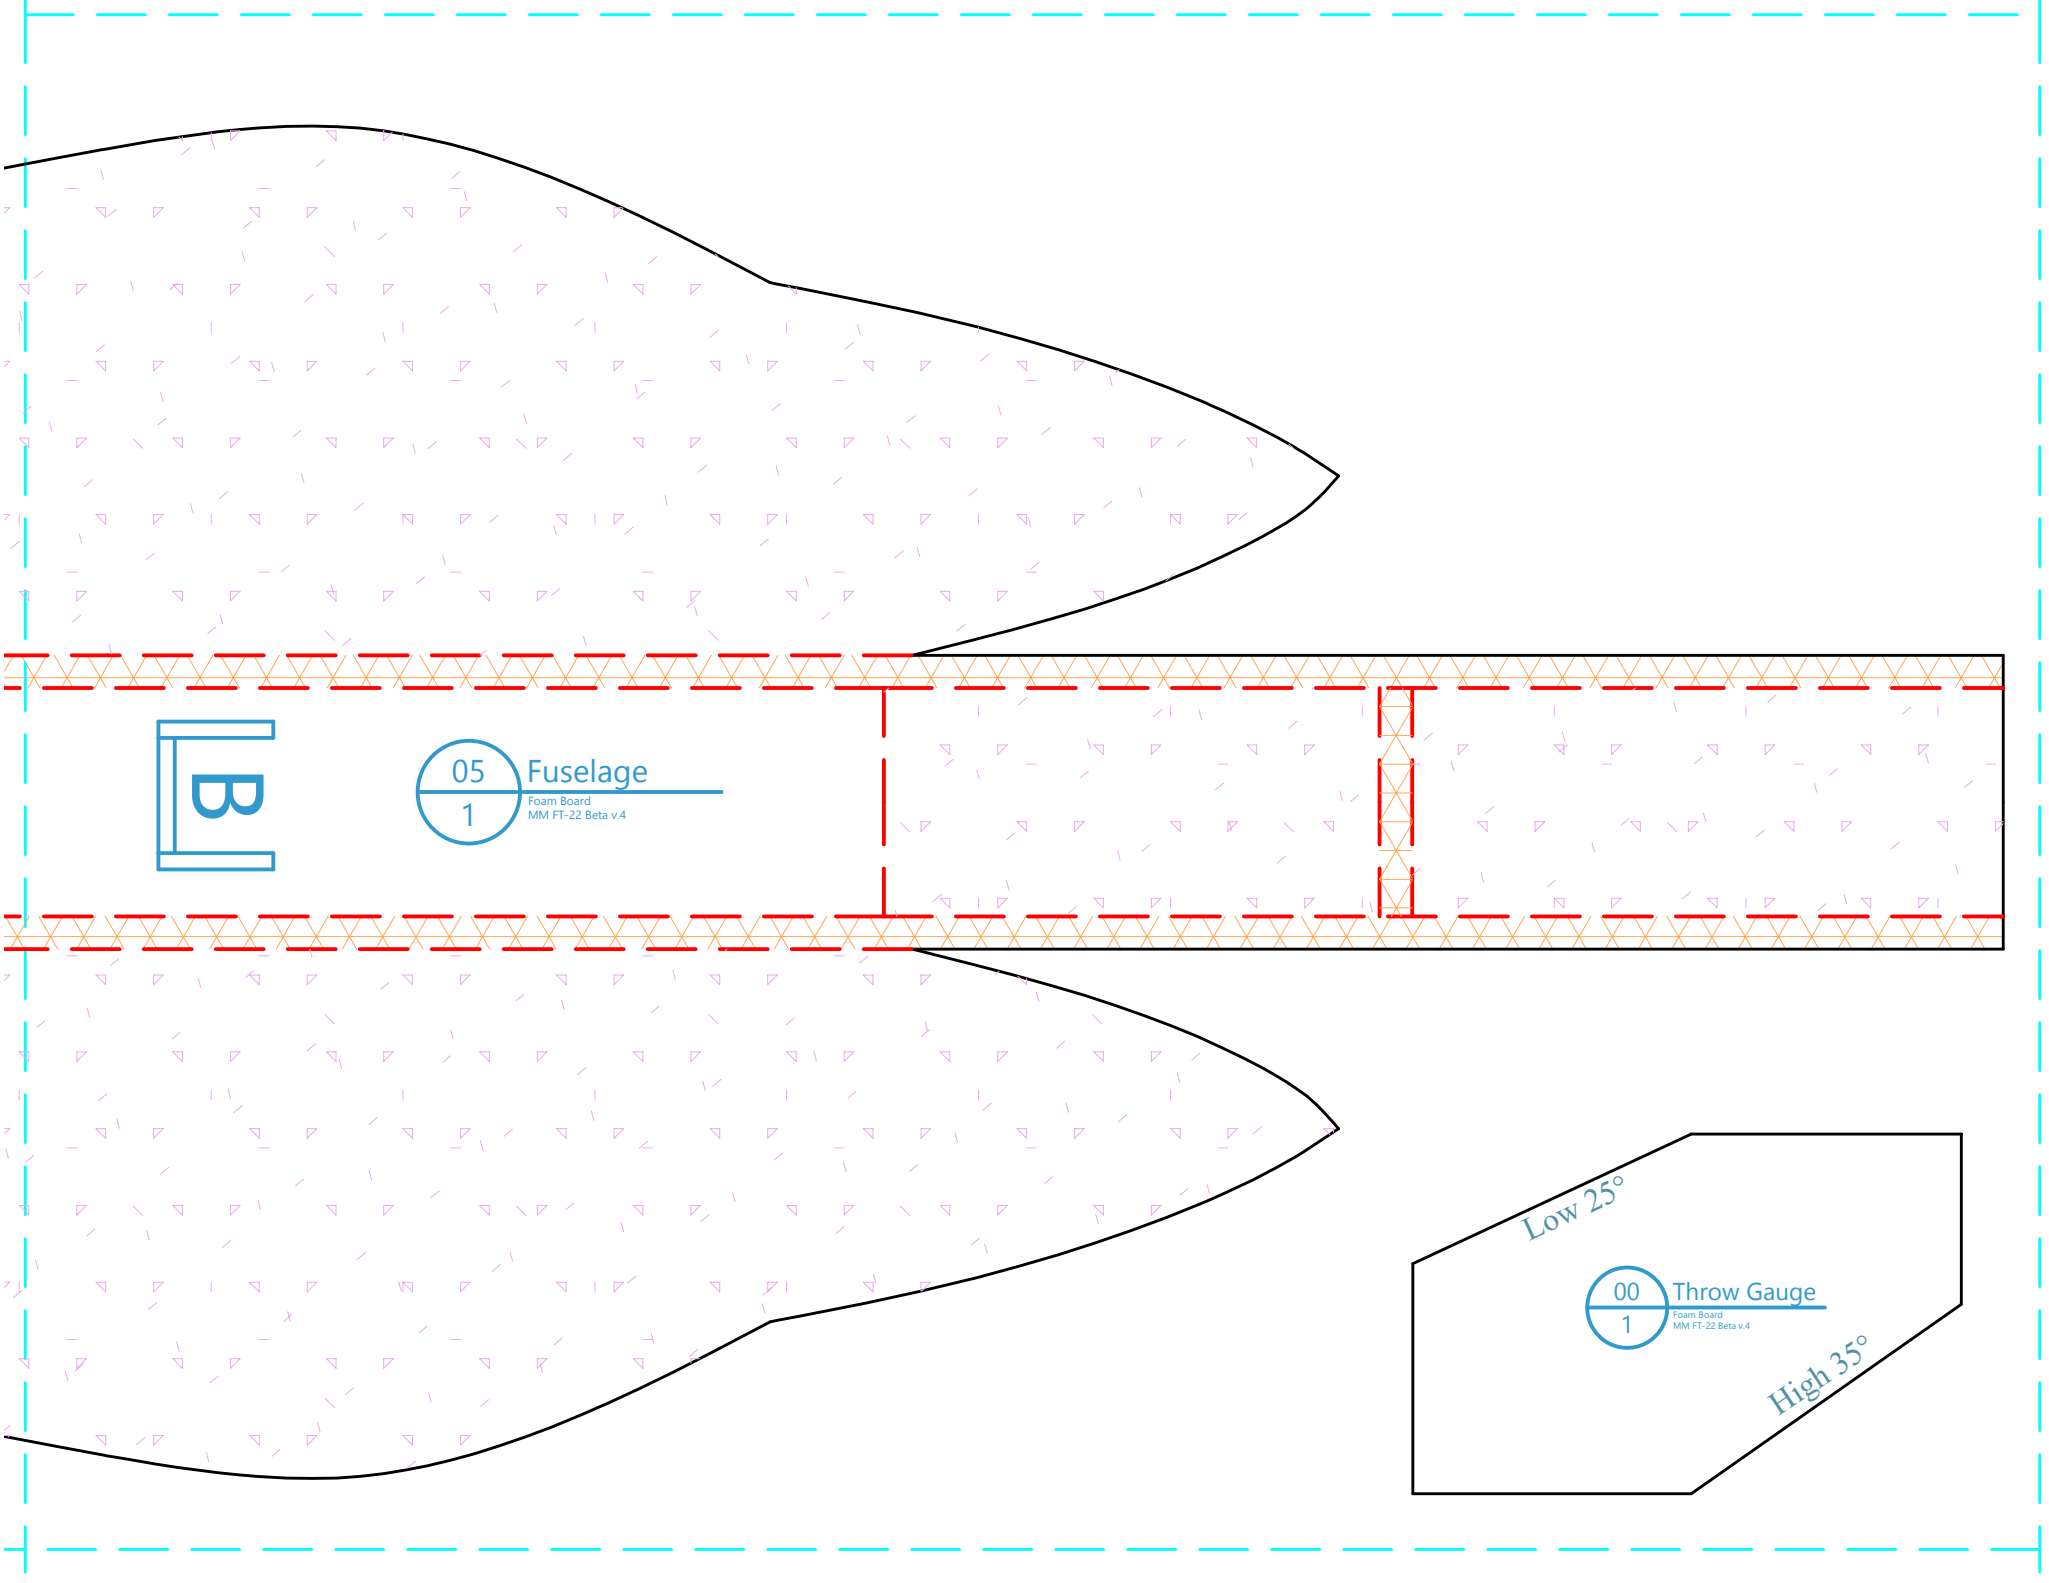 B
05
1
Fuselage
Foam Board
MM FT-22 Beta v.4
Low 25°
00
1
Throw Gauge
Foam Board
MM FT-22 Beta v.4
High 35°